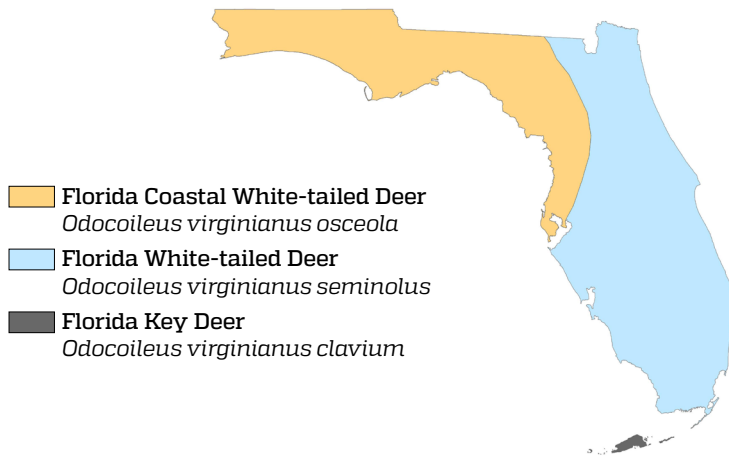 Florida Coastal White-tailed Deer
Odocoileus virginianus osceola
Florida White-tailed Deer
Odocoileus virginianus seminolus
Florida Key Deer
Odocoileus virginianus clavium